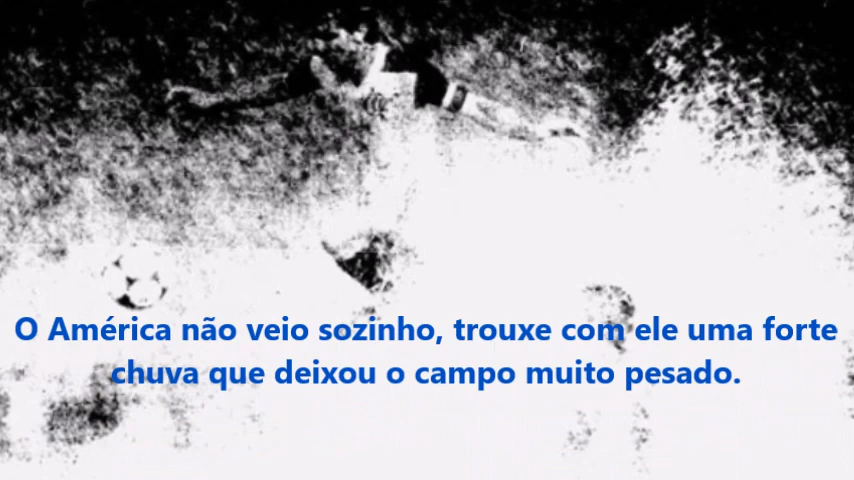 O América não veio sozinho, trouxe com ele uma forte
chuva que deixou o campo muito pesado.